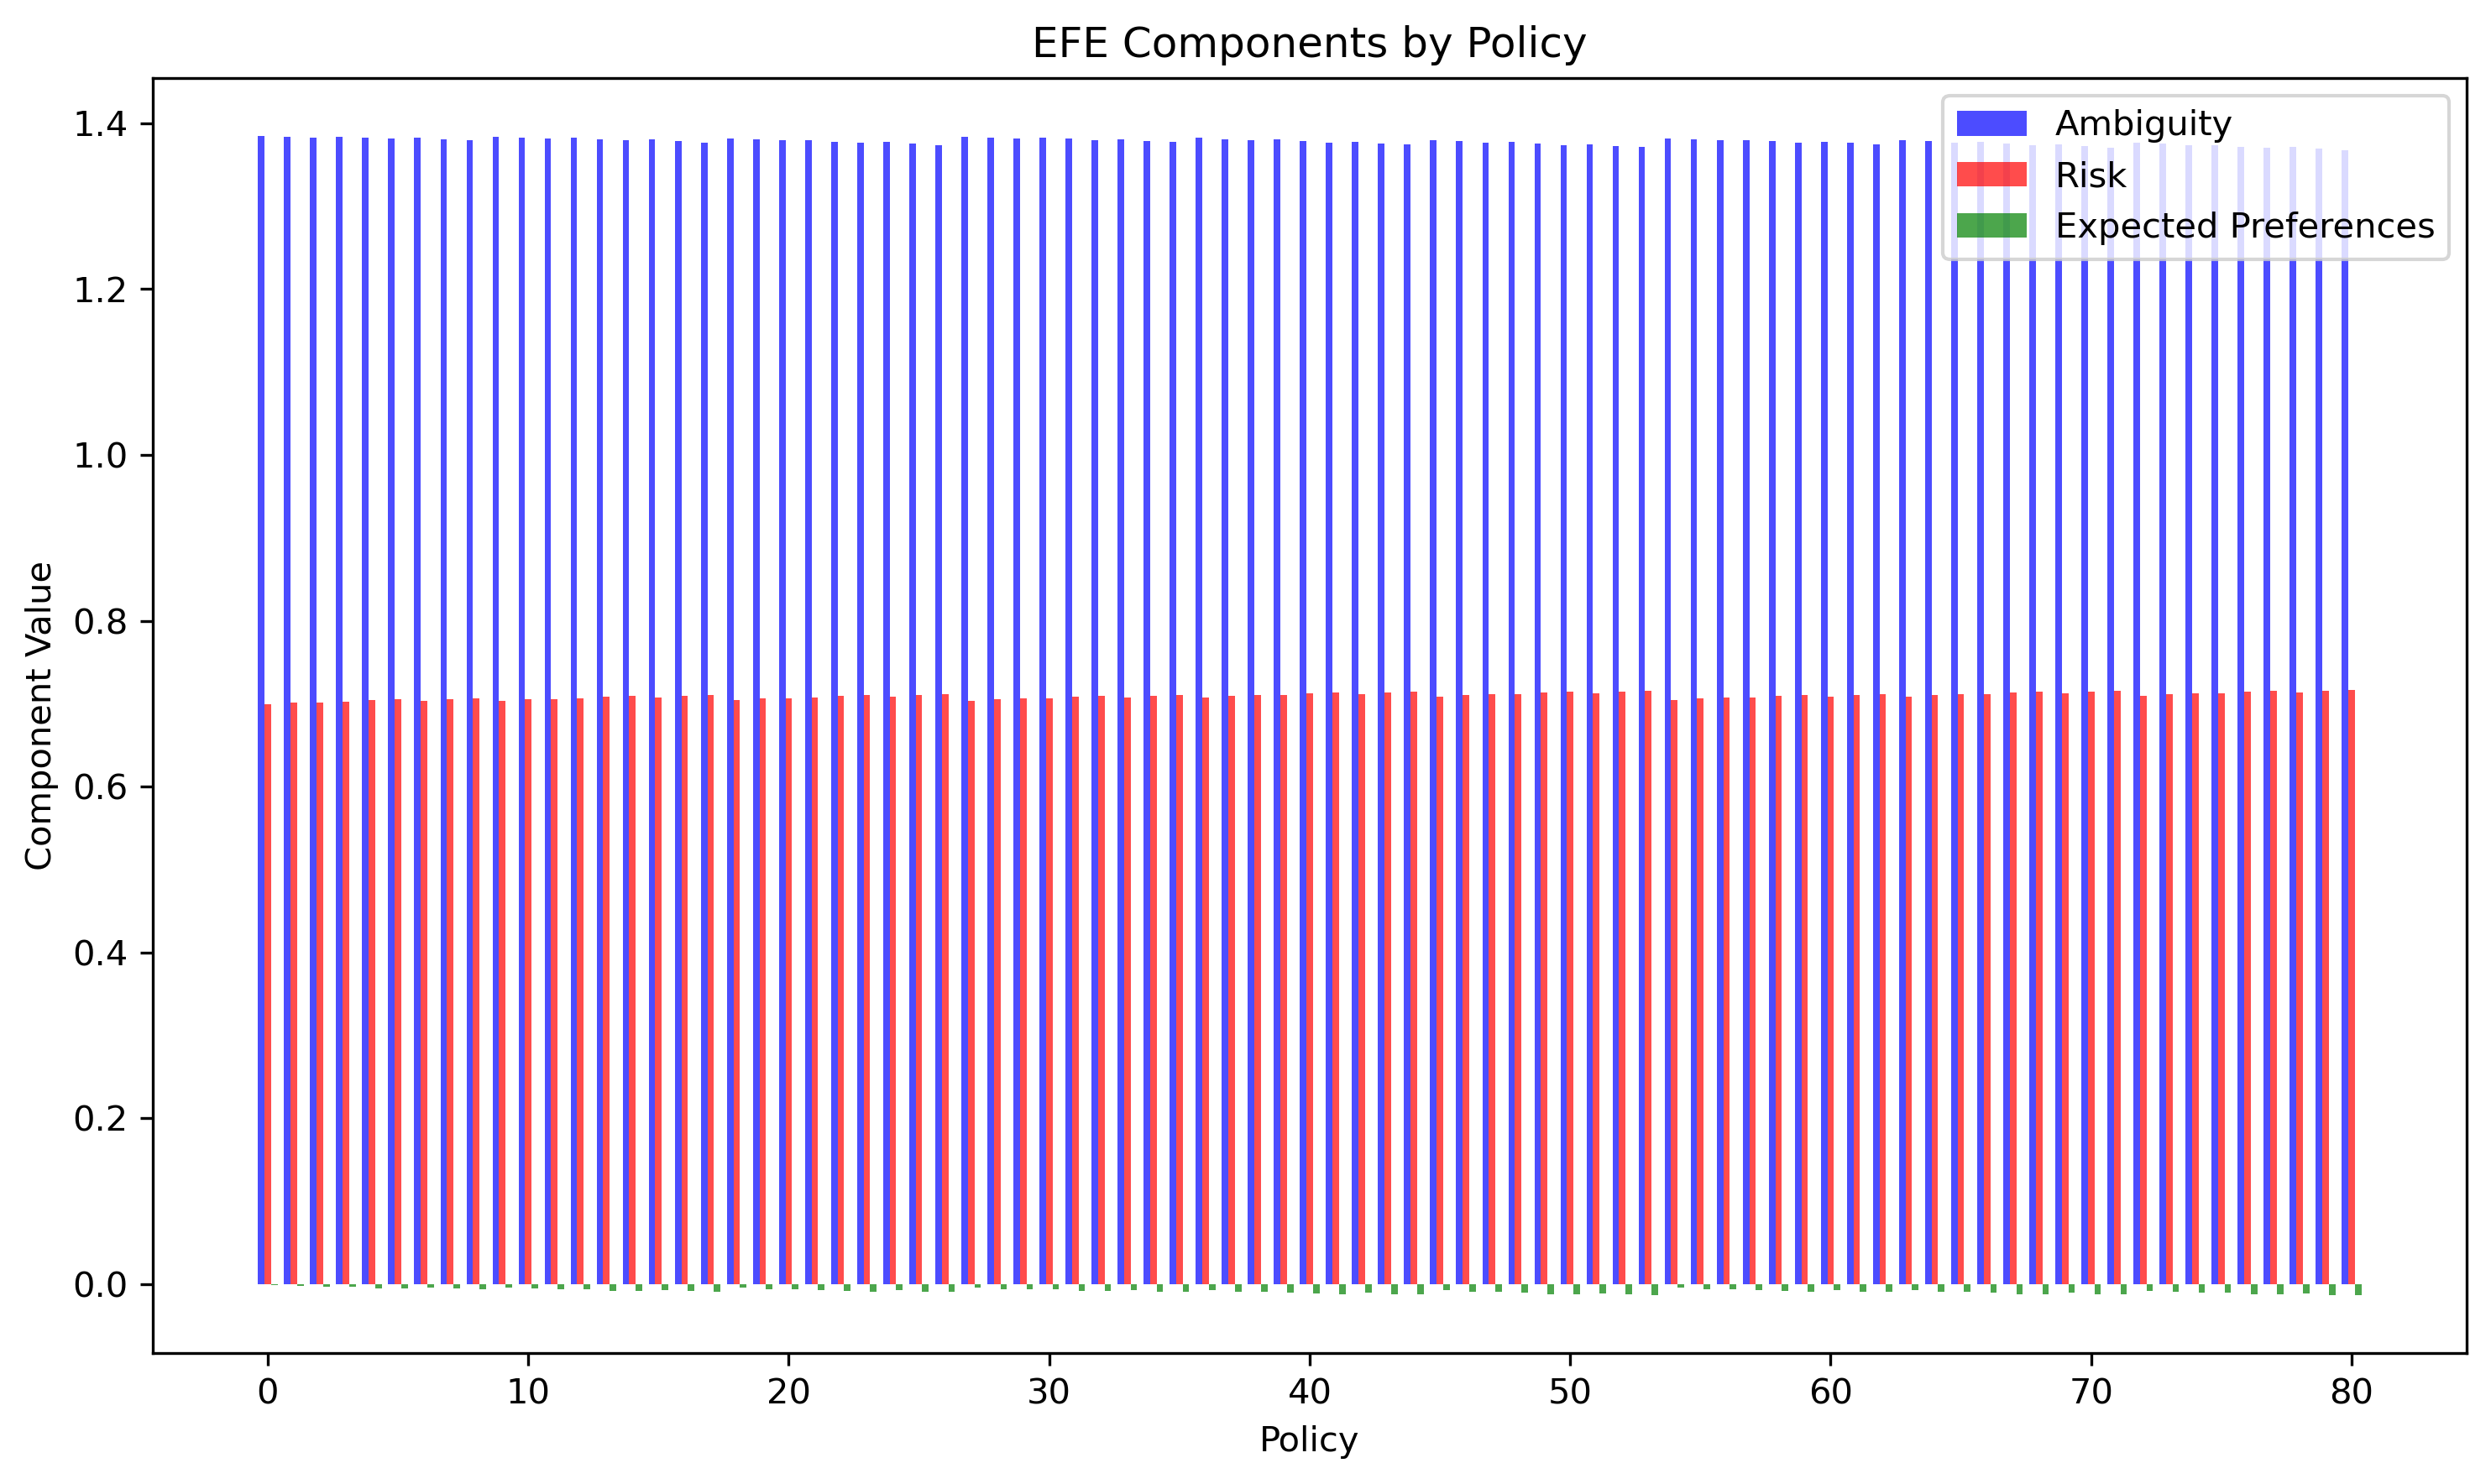 EFE Components by Policy
Ambiguity
Risk
Expected Preferences
Component Value
1.4
1.2
1.0
0.8
0.6
0.4
0.2
0.0
0 10 20 30 40 50 60 70 80
Policy